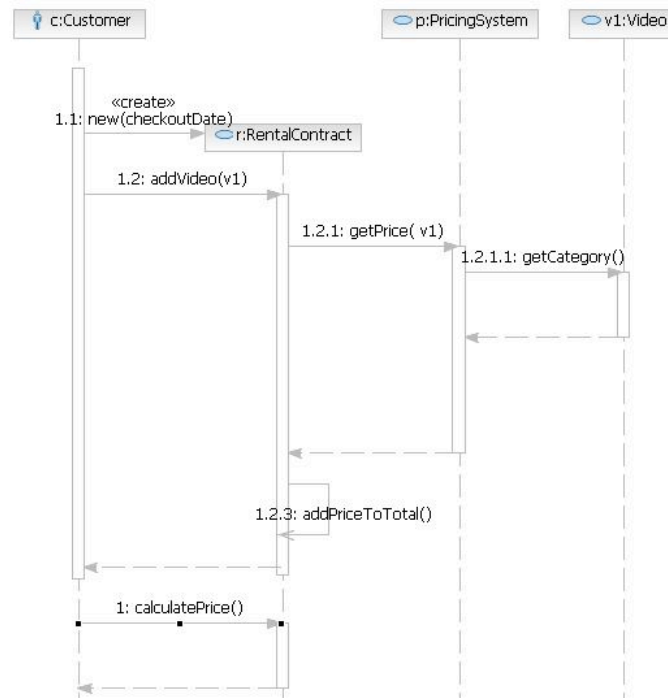 c:Customer
p:PricingSystem
v1:Video
«create»
1.1: new(checkoutDate)
r:RentalContract
1.2: addVideo(v1)
1.2.1: getPrice( v1)
1.2.1.1: getCategory()
1.2.3: addPriceToTotal()
1: calculatePrice()